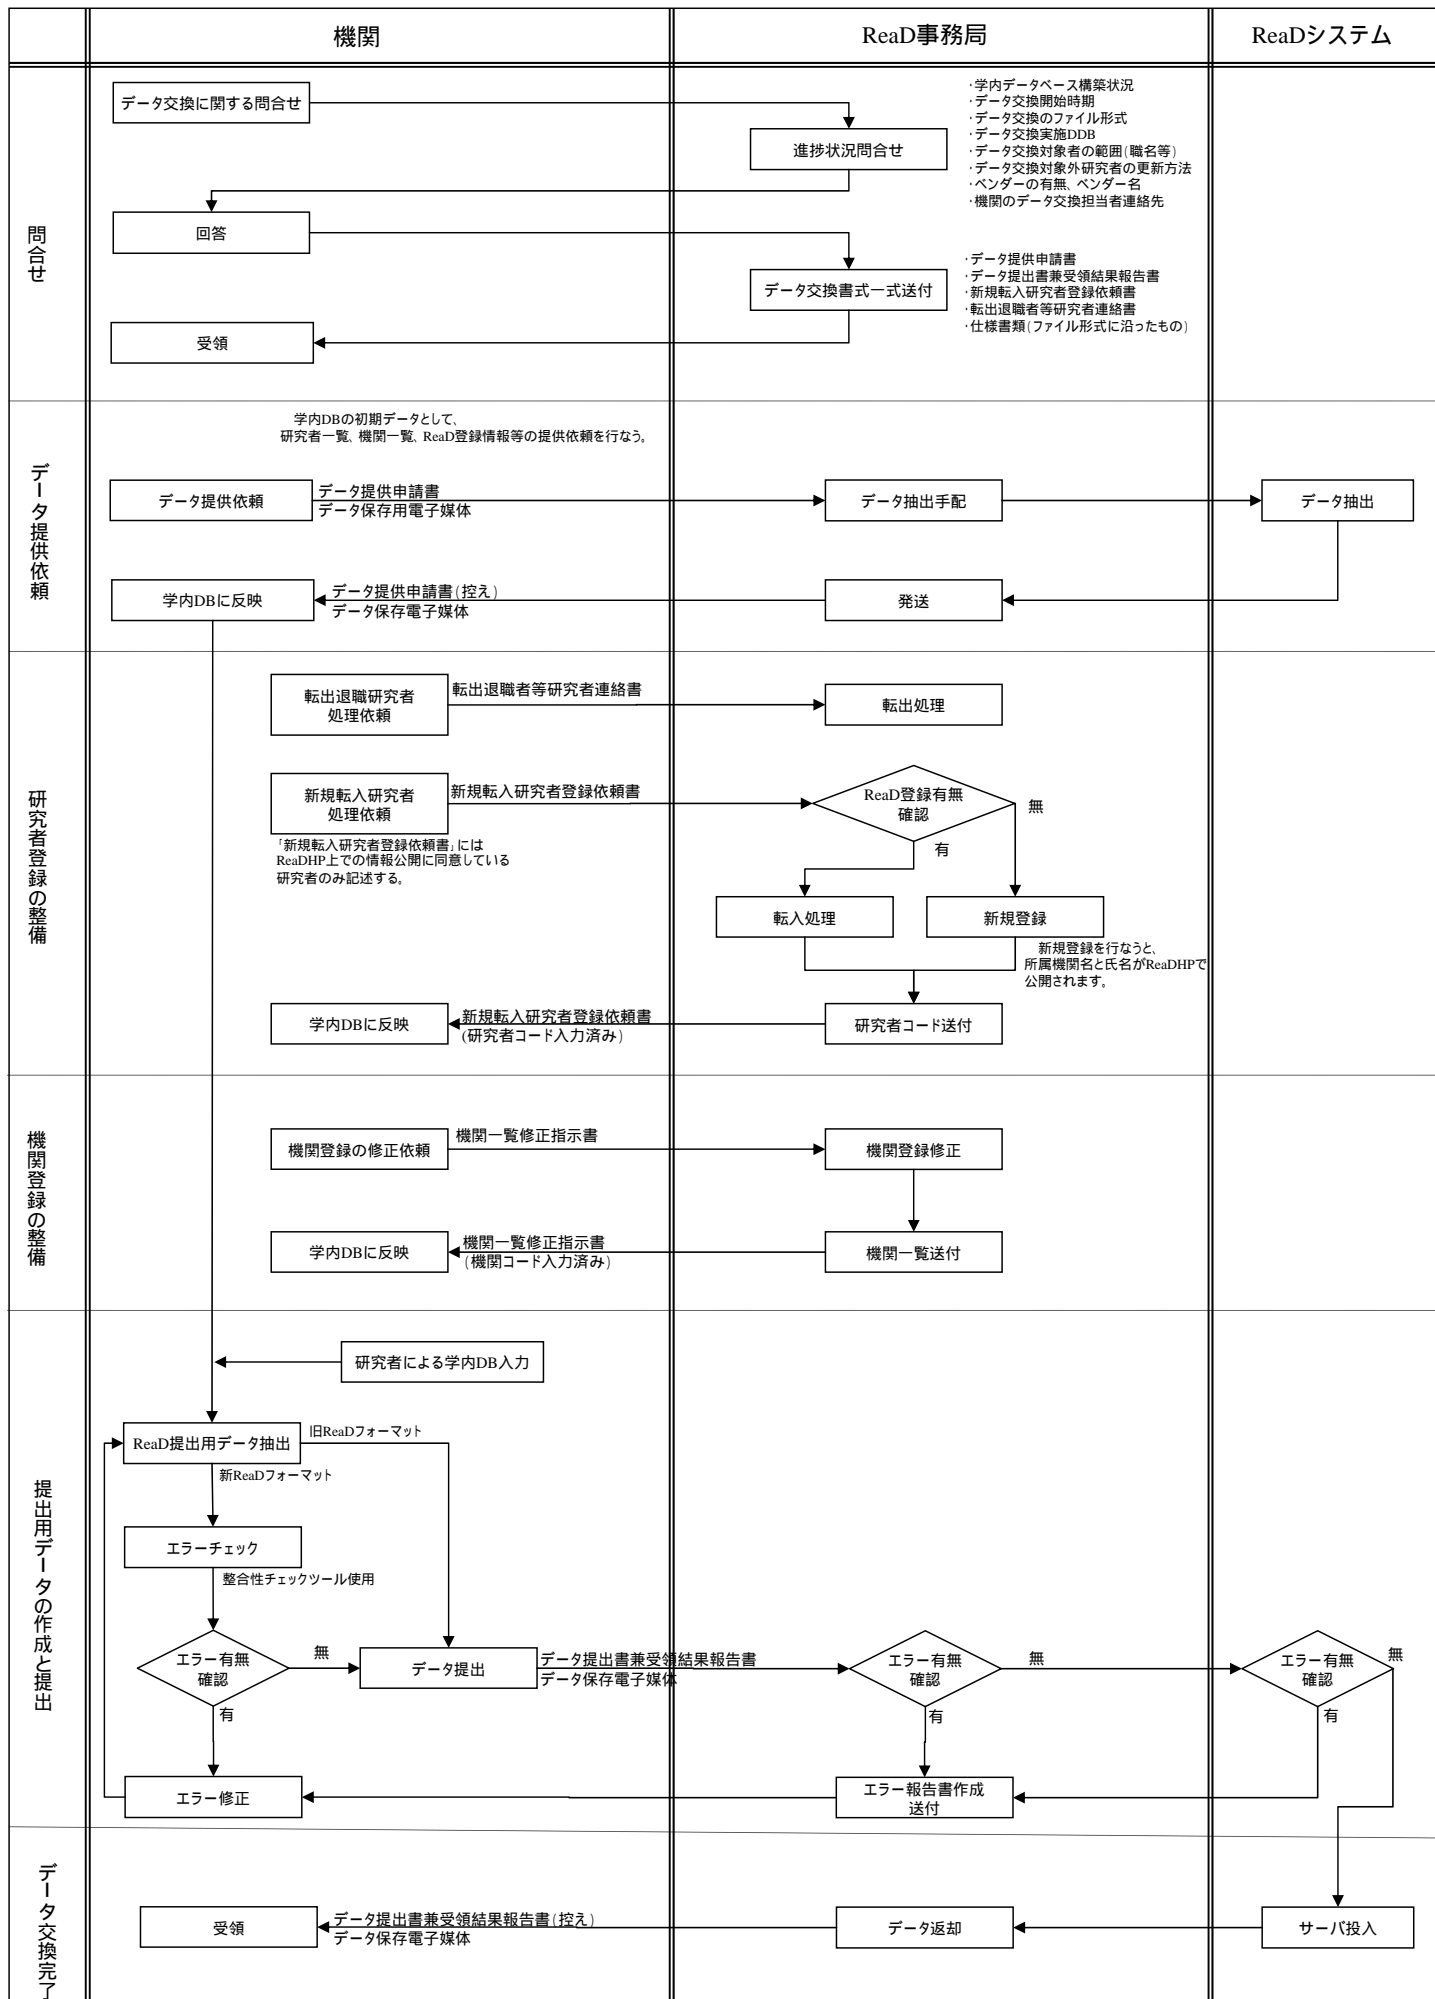 機関
ReaD事務局
ReaDシステム
問合せ
データ交換に関する問合せ
進捗状況問合せ
・学内データベース構築状況
・データ交換開始時期
・データ交換のファイル形式
・データ交換実施DDB
・データ交換対象者の範囲(職名等)
・データ交換対象外研究者の更新方法
・ベンダーの有無、ベンダー名
・機関のデータ交換担当者連絡先
回答
データ交換書式一式送付
・データ提供申請書
・データ提出書兼受領結果報告書
・新規転入研究者登録依頼書
・転出退職者等研究者連絡書
・仕様書類(ファイル形式に沿ったもの)
受領
データ提供依頼
学内DBの初期データとして、
研究者一覧、機関一覧、ReaD登録情報等の提供依頼を行なう。
データ提供依頼
データ提供申請書
データ保存用電子媒体
データ抽出手配
データ抽出
学内DBに反映
データ提供申請書(控え)
データ保存電子媒体
発送
研究者登録の整備
転出退職研究者
処理依頼
転出退職者等研究者連絡書
転出処理
新規転入研究者
処理依頼
新規転入研究者登録依頼書
ReaD登録有無
確認
無
有
「新規転入研究者登録依頼書」には
ReaDHP上での情報公開に同意している
研究者のみ記述する。
転入処理
新規登録
新規登録を行なうと、
所属機関名と氏名がReaDHPで
公開されます。
学内DBに反映
新規転入研究者登録依頼書
(研究者コード入力済み)
研究者コード送付
機関登録の整備
機関登録の修正依頼
機関一覧修正指示書
機関登録修正
学内DBに反映
機関一覧修正指示書
(機関コード入力済み)
機関一覧送付
提出用データの作成と提出
研究者による学内DB入力
ReaD提出用データ抽出
旧ReaDフォーマット
新ReaDフォーマット
エラーチェック
整合性チェックツール使用
エラー有無
確認
無
有
データ提出
データ提出書兼受領結果報告書
データ保存電子媒体
エラー有無
確認
無
有
エラー有無
確認
無
有
エラー修正
エラー報告書作成
送付
データ交換完了
受領
データ提出書兼受領結果報告書(控え)
データ保存電子媒体
データ返却
サーバ投入